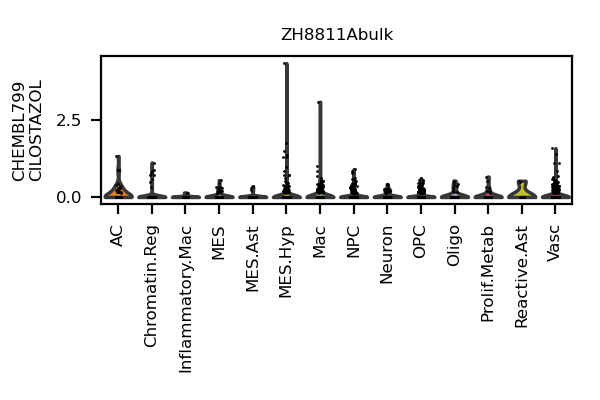 ZH8811Abulk
CHEMBL799
CILOSTAZOL
2.5
0.0
AC
Chromatin.Reg
Inflammatory.Mac
MES
MES.Ast
MES.Hyp
Mac
NPC
Neuron
OPC
Oligo
Prolif.Metab
Reactive.Ast
Vasc